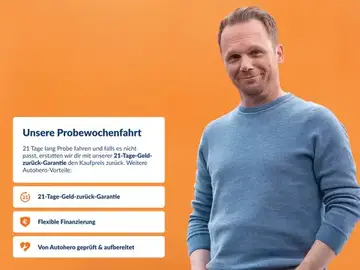 Unsere Probewochenfahrt
21 Tage lang Probe fahren und falls es nicht
passt, erstatten wir dir mit unserer 21-Tage-Geld-
zurück-Garantie den Kaufpreis zurück. Weitere
Autohero-Vorteile:
21-Tage-Geld-zurück-Garantie
Flexible Finanzierung
Von Autohero geprüft & aufbereitet